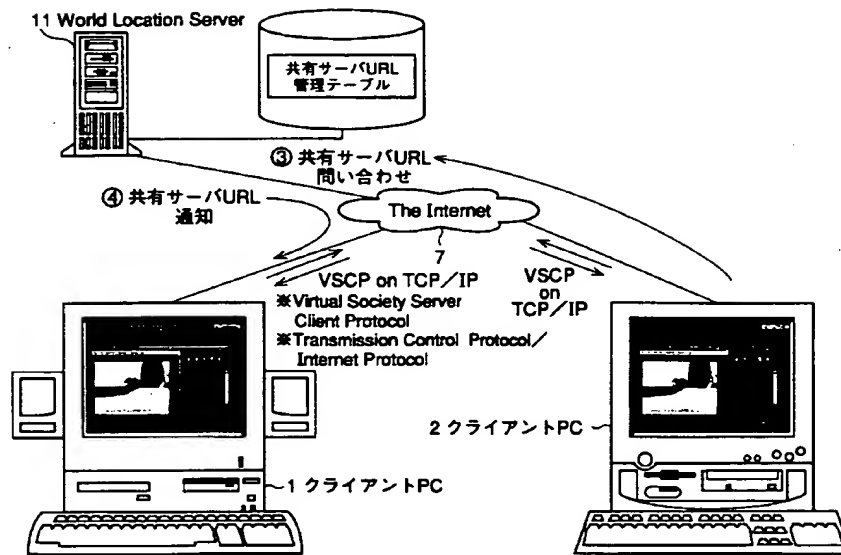 11 World Location Server
共有サーバURL
管理テーブル
③ 共有サーバURL
問い合わせ
④ 共有サーバURL
通知
The Internet
7
VSCP on TCP/IP
※Virtual Society Server
Client Protocol
※Transmission Control Protocol/
Internet Protocol
VSCP
on
TCP/IP
2 クライアントPC
1 クライアントPC